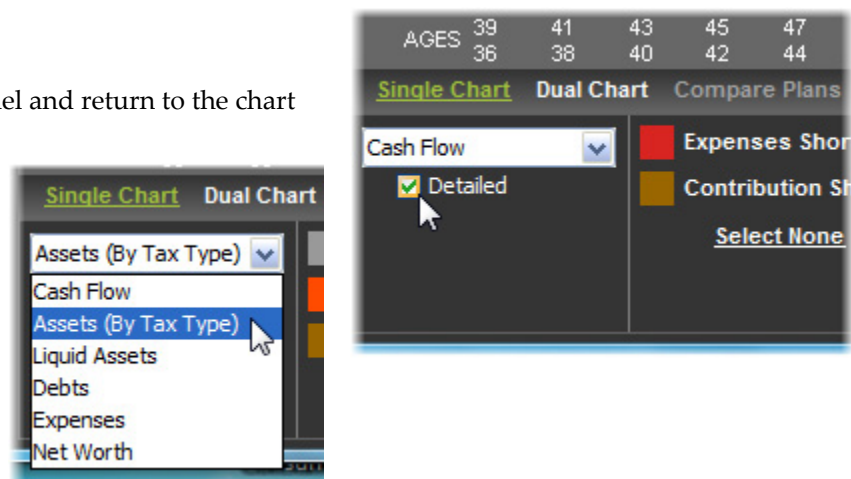 el and return to the chart
Single Chart Dual Chart
Assets (By Tax Type)
Cash Flow
Assets (By Tax Type)
Liquid Assets
Debts
Expenses
Net Worth
AGES 39 41 43 45 47
36 38 40 42 44
Single Chart Dual Chart Compare Plans
Cash Flow
Expenses Shor
Detailed
Contribution Sh
Select None